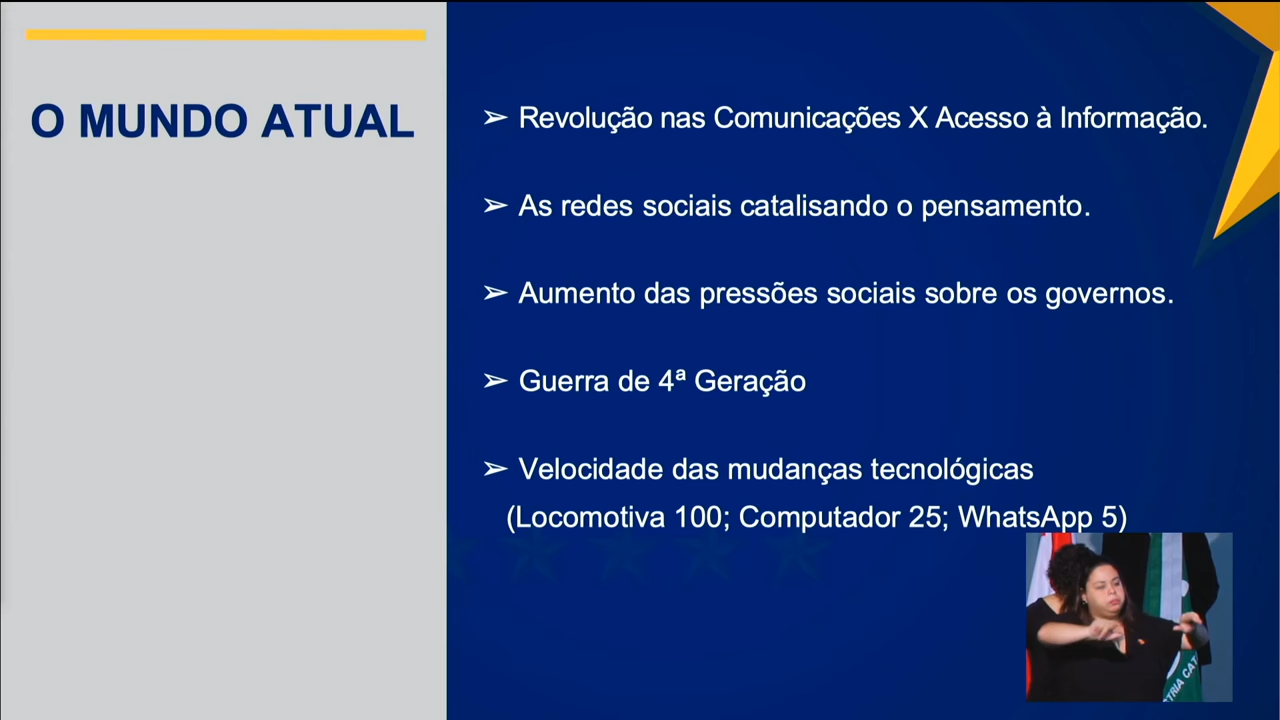 O MUNDO ATUAL
➢ Revolução nas Comunicações X Acesso à Informação.
➢ As redes sociais catalisando o pensamento.
➢ Aumento das pressões sociais sobre os governos.
➢ Guerra de 4ª Geração
➢ Velocidade das mudanças tecnológicas
(Locomotiva 100; Computador 25; WhatsApp 5)